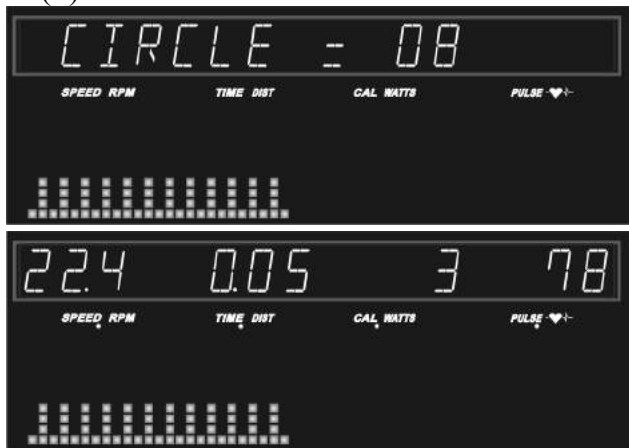 CIRCLE = 08
SPEED RPM TIME DIST CAL WATTS PULSE
22.4 0.05 3 78
SPEED RPM TIME DIST CAL WATTS PULSE